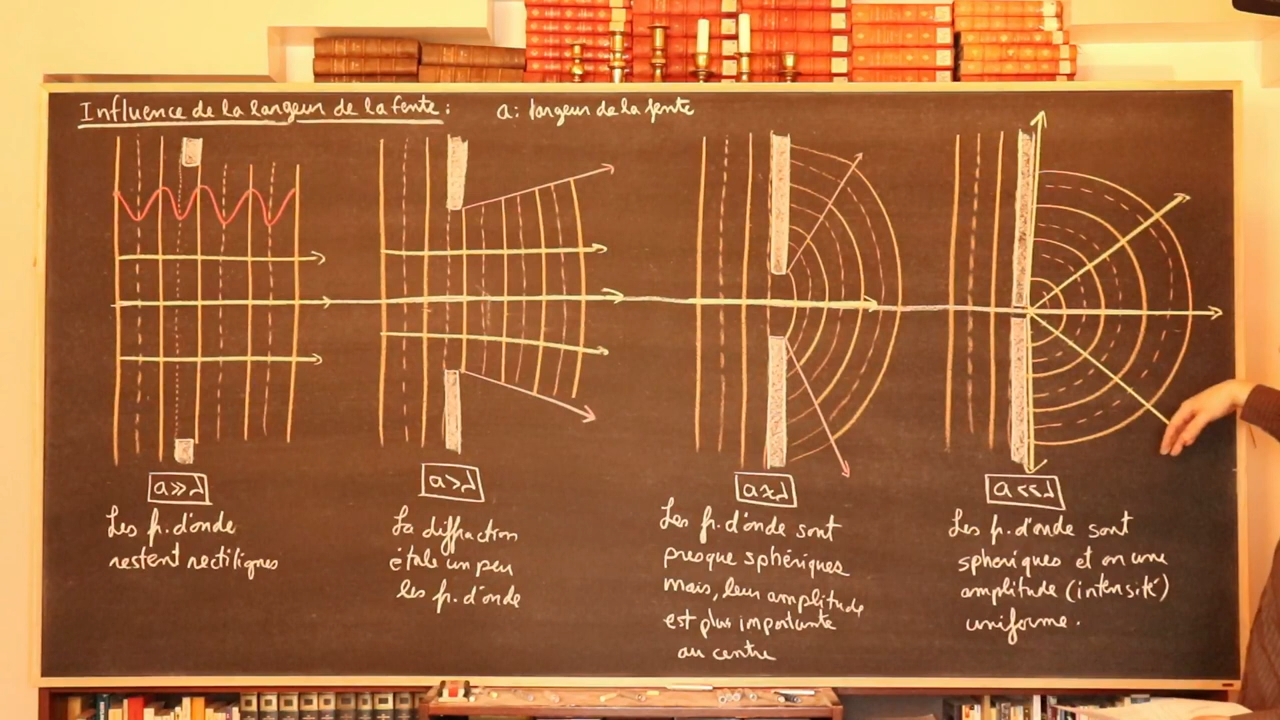 Influence de la largeur de la fente :
a : largeur de la fente
a >> λ
Les fr. d'onde
restent rectilignes
a > λ
La diffraction
étale un peu
les fr. d'onde
a ≈ λ
Les fr. d'onde sont
presque sphériques
mais, leur amplitude
est plus importante
au centre
a << λ
Les fr. d'onde sont
spheriques et on une
amplitude (intensité)
uniforme.